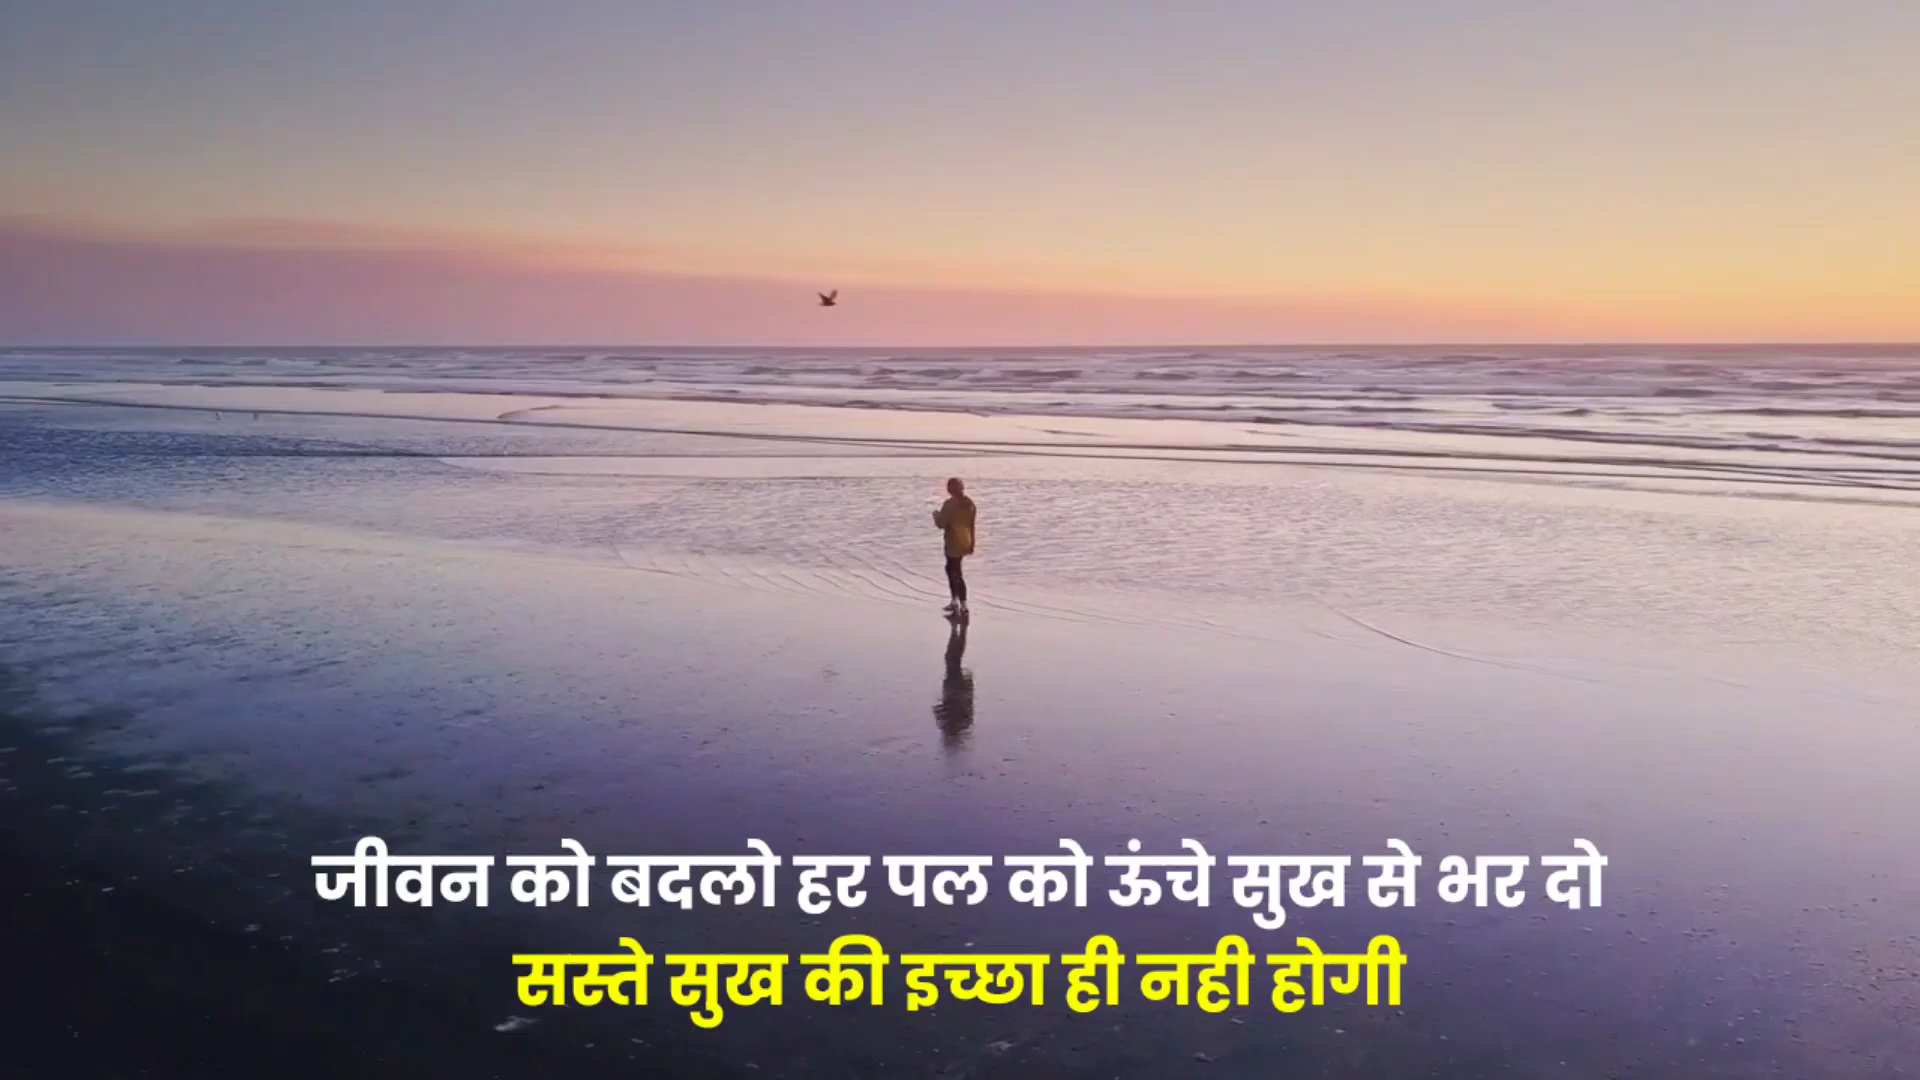 जीवन को बदलो हर पल को ऊंचे सुख से भर दो
सस्ते सुख की इच्छा ही नही होगी